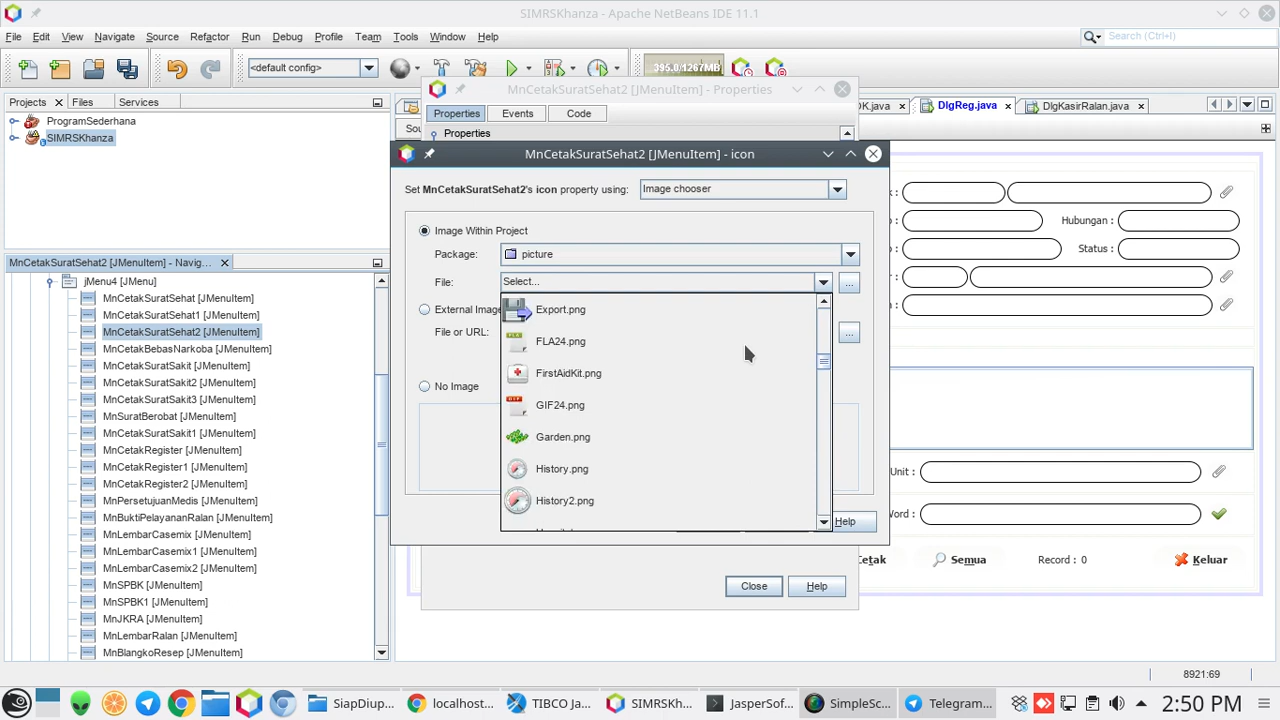 SIMRSKhanza - Apache NetBeans IDE 11.1
File Edit View Navigate Source Refactor Run Debug Profile Team Tools Window Help
Search (Ctrl+I)
<default config>
395.0/1267MB
Projects Files Services
ProgramSederhana
SIMRSKhanza
MnCetakSuratSehat2 [JMenuItem] - Navig...
jMenu4 [JMenu]
MnCetakSuratSehat [JMenuItem]
MnCetakSuratSehat1 [JMenuItem]
MnCetakSuratSehat2 [JMenuItem]
MnCetakBebasNarkoba [JMenuItem]
MnCetakSuratSakit [JMenuItem]
MnCetakSuratSakit2 [JMenuItem]
MnCetakSuratSakit3 [JMenuItem]
MnSuratBerobat [JMenuItem]
MnCetakSuratSakit1 [JMenuItem]
MnCetakRegister [JMenuItem]
MnCetakRegister1 [JMenuItem]
MnCetakRegister2 [JMenuItem]
MnPersetujuanMedis [JMenuItem]
MnBuktiPelayananRalan [JMenuItem]
MnLembarCasemix [JMenuItem]
MnLembarCasemix1 [JMenuItem]
MnLembarCasemix2 [JMenuItem]
MnSPBK [JMenuItem]
MnSPBK1 [JMenuItem]
MnJKRA [JMenuItem]
MnLembarRalan [JMenuItem]
MnBlangkoResep [JMenuItem]
MnCetakSuratSehat2 [JMenuItem] - Properties
Properties Events Code
Properties
MnCetakSuratSehat2 [JMenuItem] - icon
Set MnCetakSuratSehat2's icon property using: Image chooser
Image Within Project
Package: picture
File: Select...
...
External Image
File or URL:
...
No Image
Export.png
FLA24.png
FirstAidKit.png
GIF24.png
Garden.png
History.png
History2.png
Help
Close Help
OK.java DlgReg.java DlgKasirRalan.java
Sou
Hubungan :
Status :
Unit :
Word :
Cetak Semua Record : 0 Keluar
8921:69
SiapDiup... localhost... TIBCO Ja... SIMRSKh... JasperSof... SimpleSc... Telegram... 2:50 PM